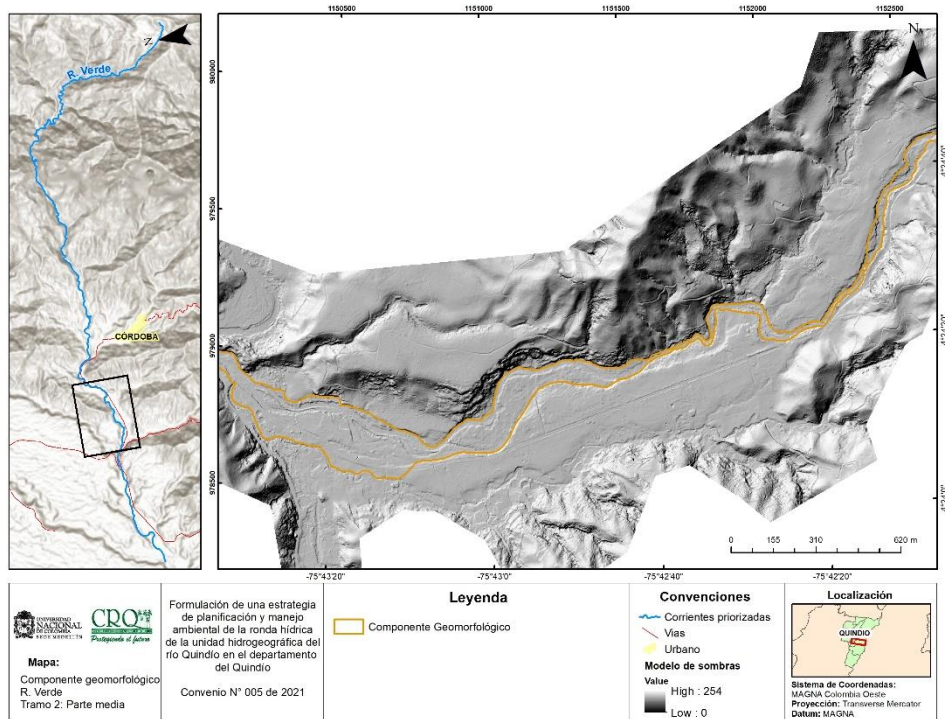 1150500
1151000
1151500
1152000
1152500
N
R. Verde
CÓRDOBA
980000
979500
979000
978500
N
0 155 310 620 m
-75°43'20"
-75°43'0"
-75°42'40"
-75°42'20"
UNIVERSIDAD
NACIONAL
DE COLOMBIA
CRQ
Protegiendo el futuro
Mapa:
Componente geomorfológico
R. Verde
Tramo 2: Parte media
Formulación de una estrategia
de planificación y manejo
ambiental de la ronda hídrica
de la unidad hidrogeográfica del
río Quindío en el departamento
del Quindío
Convenio N° 005 de 2021
Leyenda
Componente Geomorfológico
Convenciones
Corrientes priorizadas
Vias
Urbano
Modelo de sombras
Value
High : 254
Low : 0
Localización
QUINDIO
Sistema de Coordenadas:
MAGNA Colombia Oeste
Proyección: Transverse Mercator
Datum: MAGNA